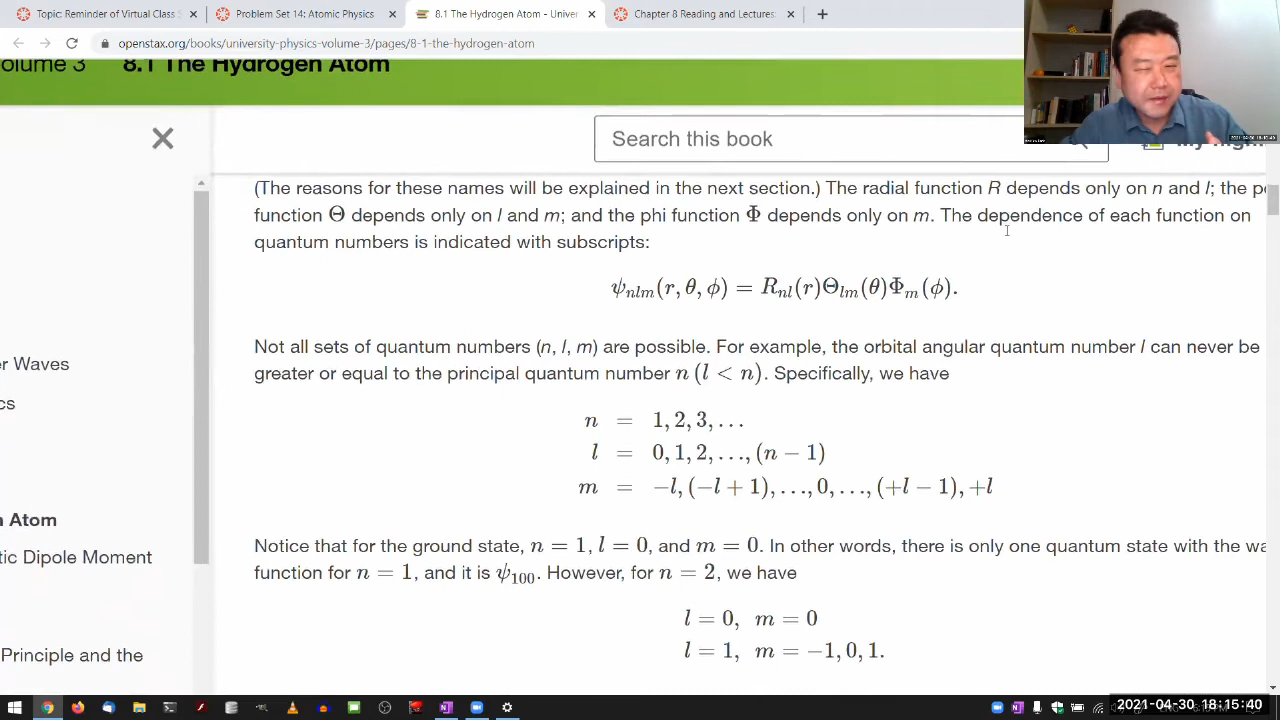 Topic: Reminder of Virtual Class S
Problem Set 14: Atomic Physics
8.1 The Hydrogen Atom - Univer
Chapter 8 Reading and Lectures:
openstax.org/books/university-physics-volume-3/pages/8-1-the-hydrogen-atom
olume 3 8.1 The Hydrogen Atom
Search this book
(The reasons for these names will be explained in the next section.) The radial function R depends only on n and l; the po
function Θ depends only on l and m; and the phi function Φ depends only on m. The dependence of each function on
quantum numbers is indicated with subscripts:
ψnlm(r, θ, ϕ) = Rnl(r)Θlm(θ)Φm(ϕ).
Not all sets of quantum numbers (n, l, m) are possible. For example, the orbital angular quantum number l can never be
greater or equal to the principal quantum number n (l < n). Specifically, we have
n = 1, 2, 3, …
l = 0, 1, 2, …, (n − 1)
m = −l, (−l + 1), …, 0, …, (+l − 1), +l
Notice that for the ground state, n = 1, l = 0, and m = 0. In other words, there is only one quantum state with the wa
function for n = 1, and it is ψ100. However, for n = 2, we have
l = 0, m = 0
l = 1, m = −1, 0, 1.
er Waves
cs
n Atom
tic Dipole Moment
Principle and the
2021-04-30 18:15:40